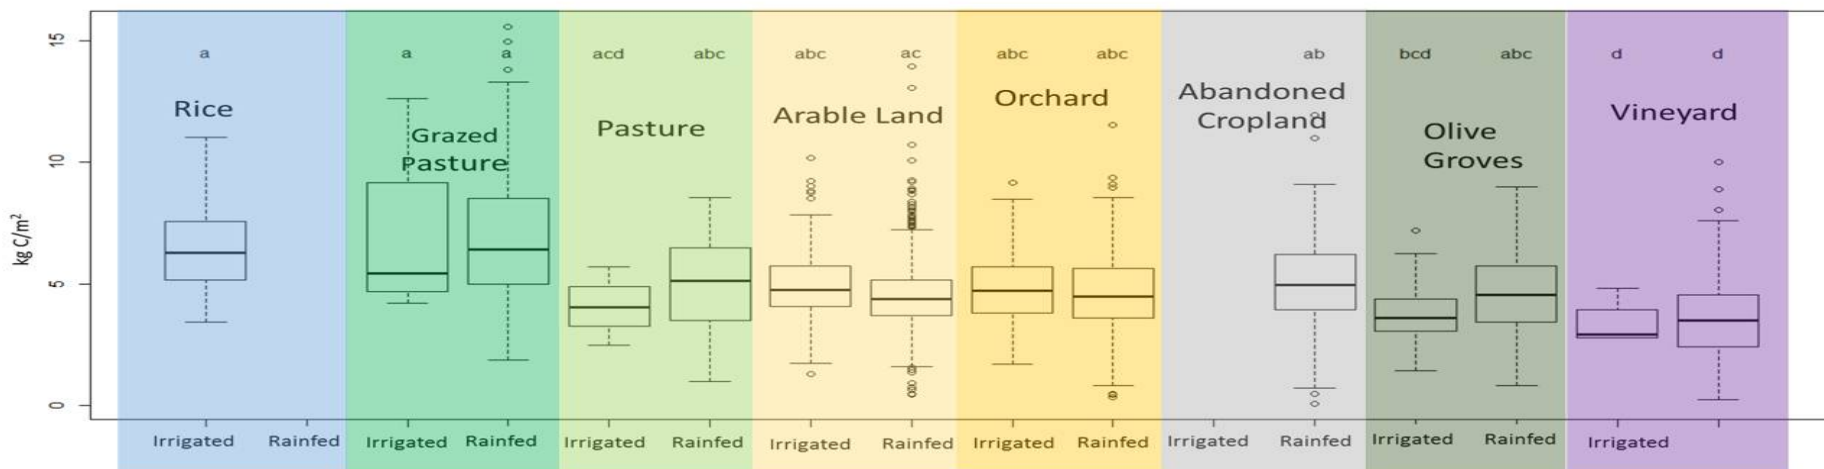 15
a
a
a
acd
abc
abc
ac
abc
abc
ab
bcd
abc
d
d
Rice
Grazed
Pasture
Pasture
Arable Land
Orchard
Abandoned
Cropland
Olive
Groves
Vineyard
10
kg C/m²
5
0
Irrigated Rainfed Irrigated Rainfed Irrigated Rainfed Irrigated Rainfed Irrigated Rainfed Irrigated Rainfed Irrigated Rainfed Irrigated